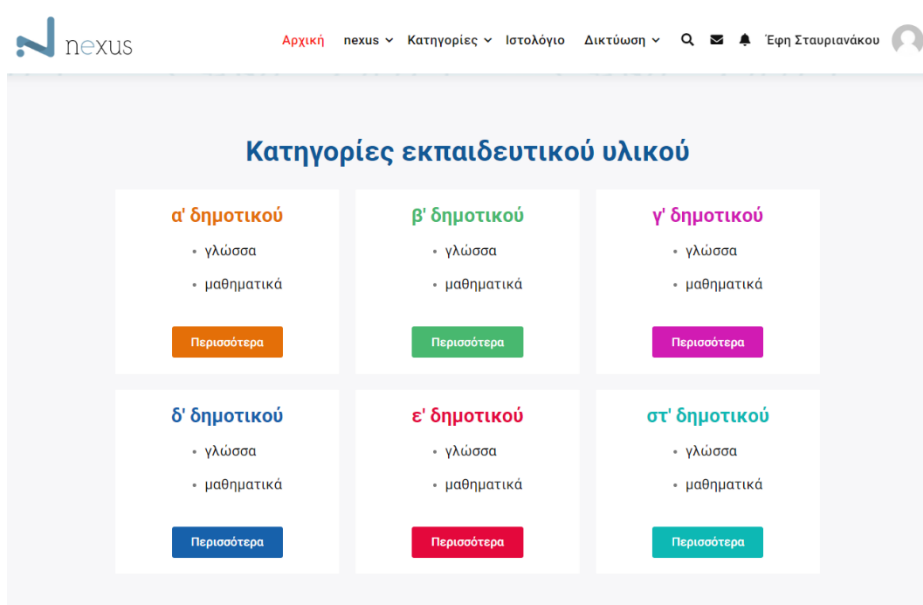 nexus
Αρχική nexus Κατηγορίες Ιστολόγιο Δικτύωση Έφη Σταυριανάκου
Κατηγορίες εκπαιδευτικού υλικού
α' δημοτικού
• γλώσσα
• μαθηματικά
Περισσότερα
β' δημοτικού
• γλώσσα
• μαθηματικά
Περισσότερα
γ' δημοτικού
• γλώσσα
• μαθηματικά
Περισσότερα
δ' δημοτικού
• γλώσσα
• μαθηματικά
Περισσότερα
ε' δημοτικού
• γλώσσα
• μαθηματικά
Περισσότερα
στ' δημοτικού
• γλώσσα
• μαθηματικά
Περισσότερα